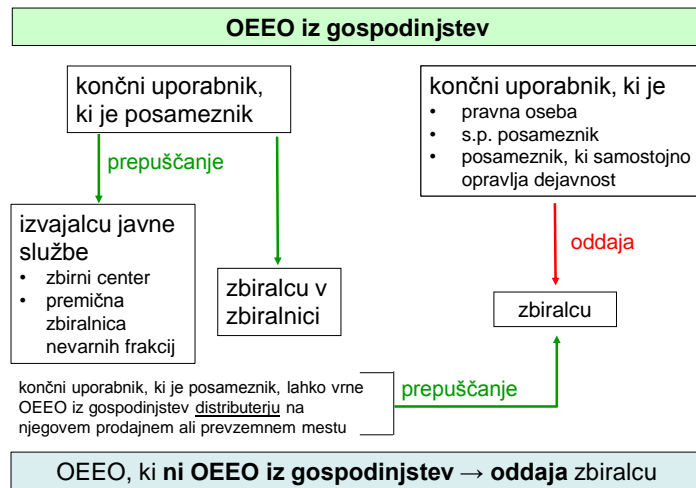 OEEO iz gospodinjstev
končni uporabnik,
ki je posameznik
prepuščanje
izvajalcu javne
službe
• zbirni center
• premična
zbiralnica
nevarnih frakcij
zbiralcu v
zbiralnici
končni uporabnik, ki je
• pravna oseba
• s.p. posameznik
• posameznik, ki samostojno
opravlja dejavnost
oddaja
zbiralcu
končni uporabnik, ki je posameznik, lahko vrne
OEEO iz gospodinjstev distributerju na
njegovem prodajnem ali prevzemnem mestu
prepuščanje
OEEO, ki ni OEEO iz gospodinjstev → oddaja zbiralcu